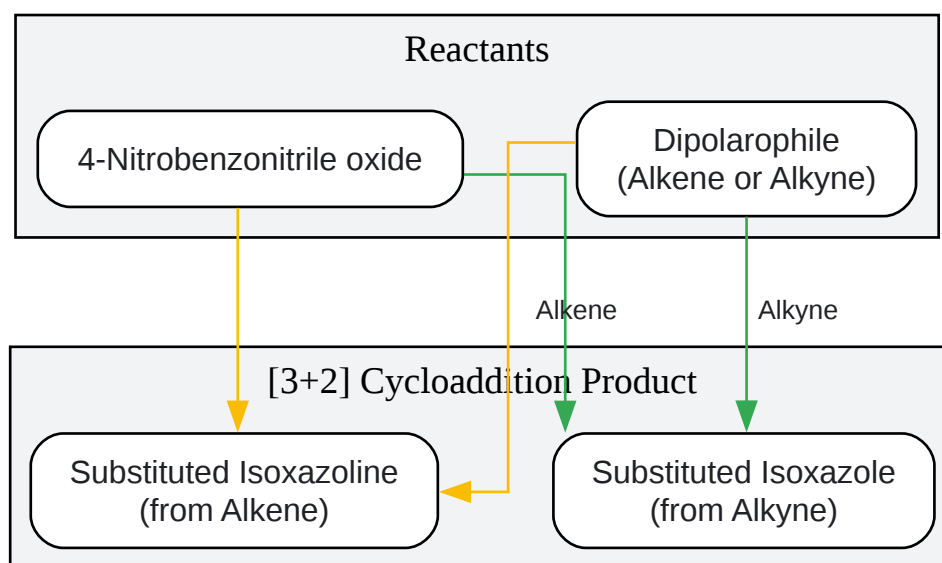 Reactants
4-Nitrobenzonitrile oxide
Dipolarophile
(Alkene or Alkyne)
Alkene
Alkyne
[3+2] Cycloaddition Product
Substituted Isoxazoline
(from Alkene)
Substituted Isoxazole
(from Alkyne)